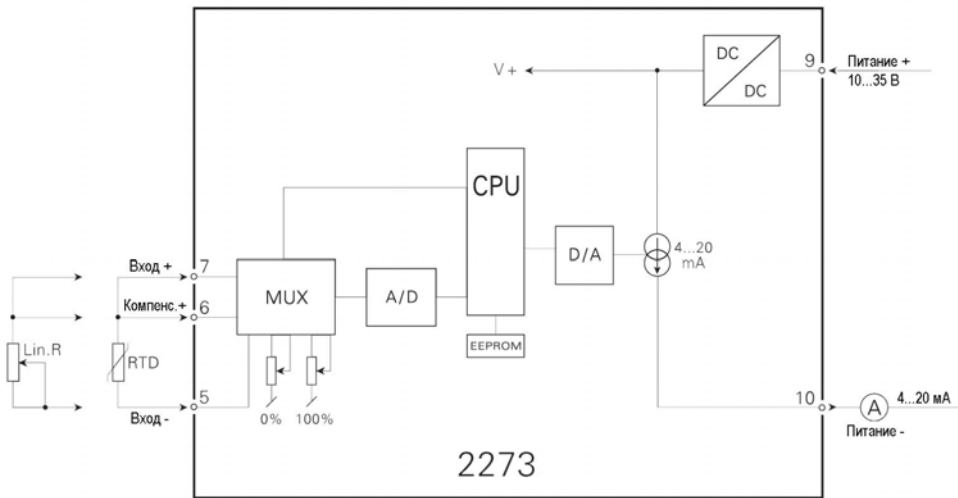 DC
DC
9
Питание +
10...35 В
V +
CPU
4...20
mA
D/A
Вход +
7
MUX
A/D
Компенс.+
6
EEPROM
Lin.R
RTD
5
Вход -
0%
100%
10
A
4...20 мА
Питание -
2273